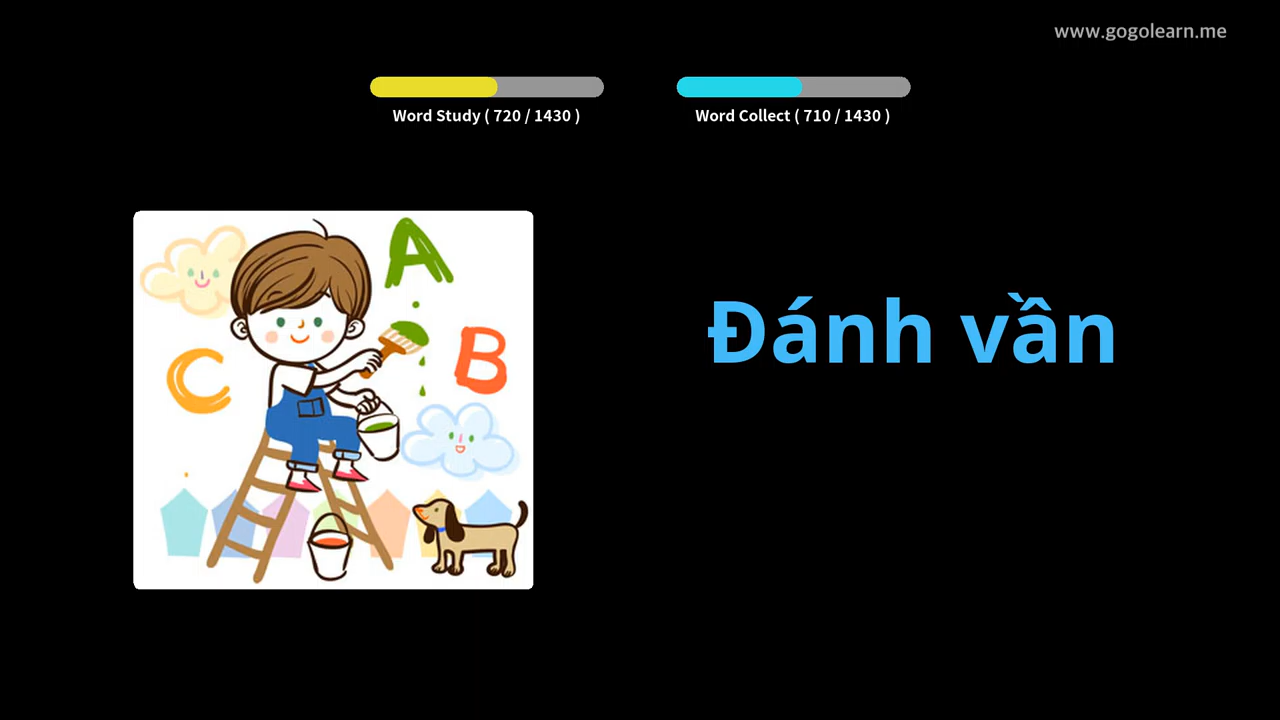 www.gogolearn.me
Word Study ( 720 / 1430 )
Word Collect ( 710 / 1430 )
A
B
C
Đánh vần